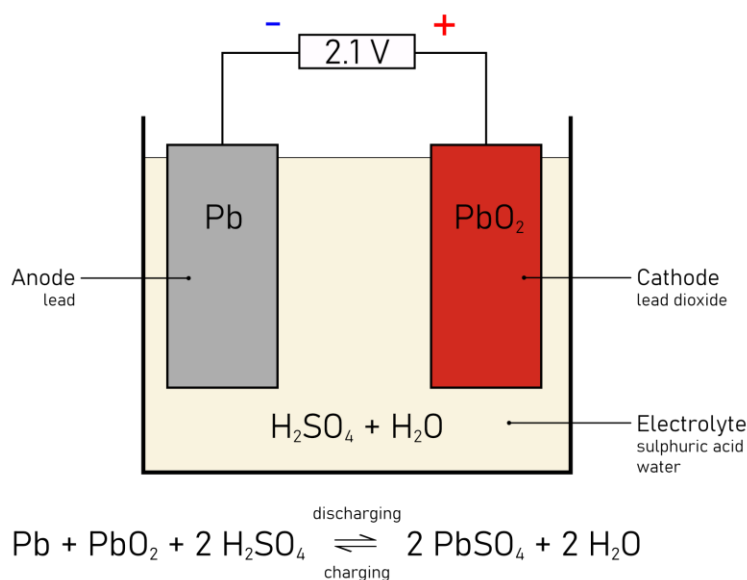 − +
2.1 V
Pb
PbO₂
Anode
lead
Cathode
lead dioxide
H₂SO₄ + H₂O
Electrolyte
sulphuric acid
water
discharging
Pb + PbO₂ + 2 H₂SO₄ ⇌ 2 PbSO₄ + 2 H₂O
charging